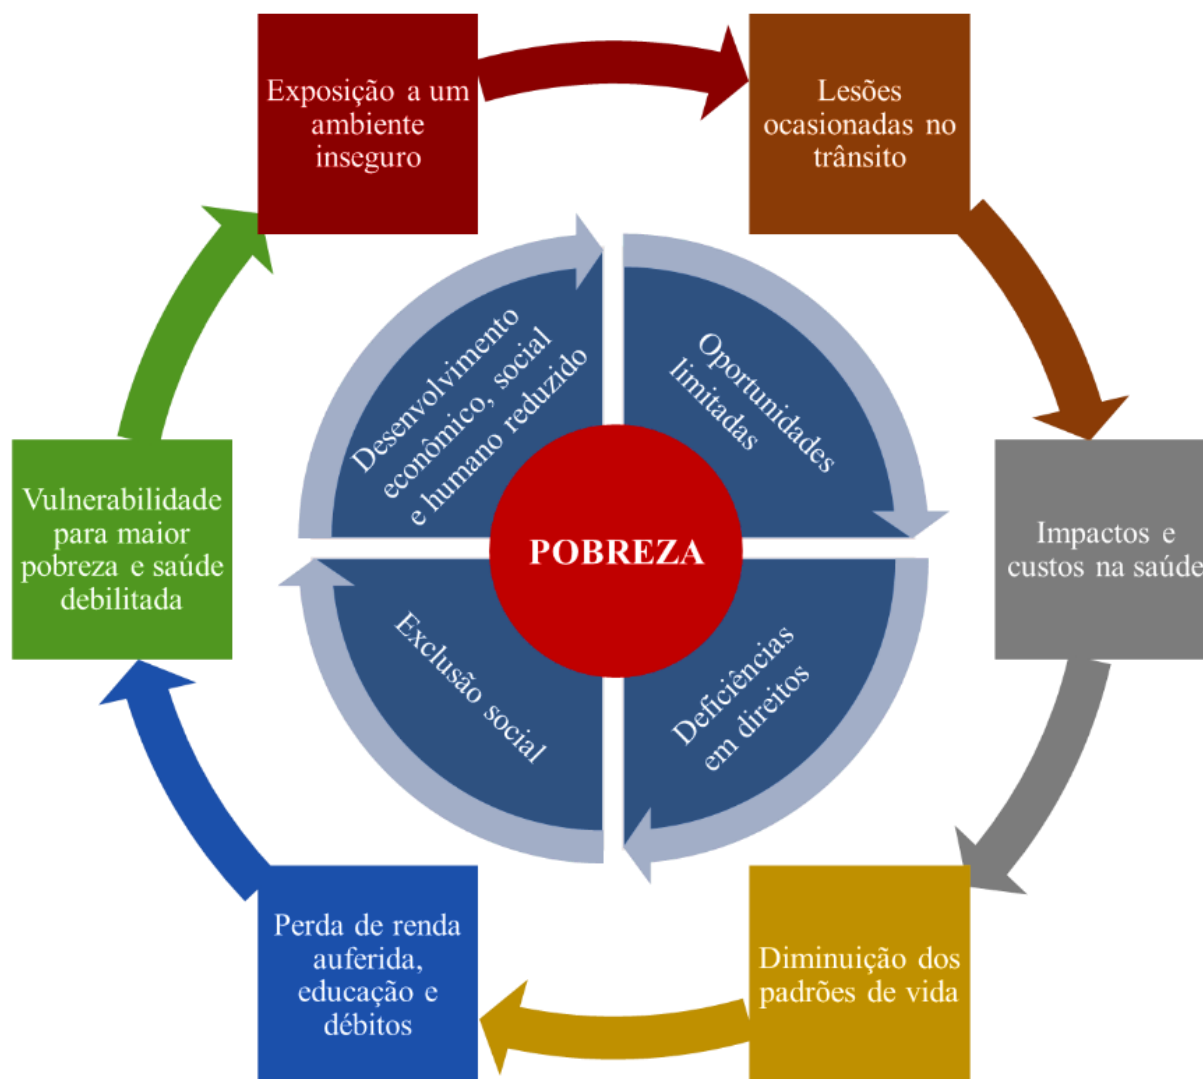 Exposição a um
ambiente
inseguro
Lesões
ocasionadas no
trânsito
Desenvolvimento
econômico, social
e humano reduzido
Oportunidades
limitadas
Vulnerabilidade
para maior
pobreza e saúde
debilitada
POBREZA
Impactos e
custos na saúde
Exclusão social
Deficiências
em direitos
Perda de renda
auferida,
educação e
débitos
Diminuição dos
padrões de vida